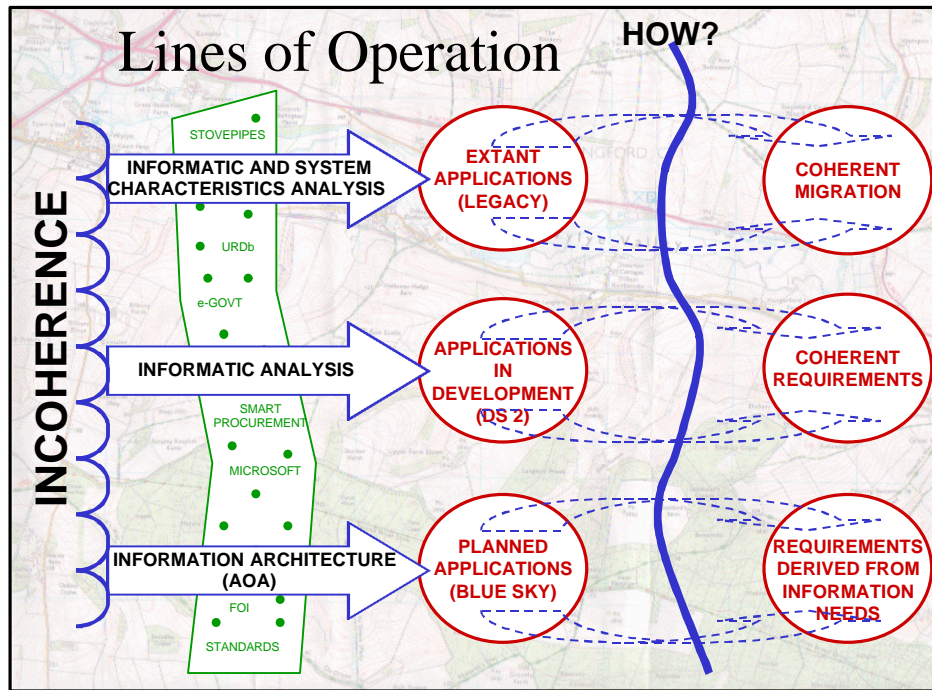 Lines of Operation
HOW?
INCOHERENCE
STOVEPIPES
INFORMATIC AND SYSTEM
CHARACTERISTICS ANALYSIS
EXTANT
APPLICATIONS
(LEGACY)
COHERENT
MIGRATION
URDb
e-GOVT
INFORMATIC ANALYSIS
APPLICATIONS
IN
DEVELOPMENT
(DS 2)
COHERENT
REQUIREMENTS
SMART
PROCUREMENT
MICROSOFT
INFORMATION ARCHITECTURE
(AOA)
PLANNED
APPLICATIONS
(BLUE SKY)
REQUIREMENTS
DERIVED FROM
INFORMATION
NEEDS
FOI
STANDARDS